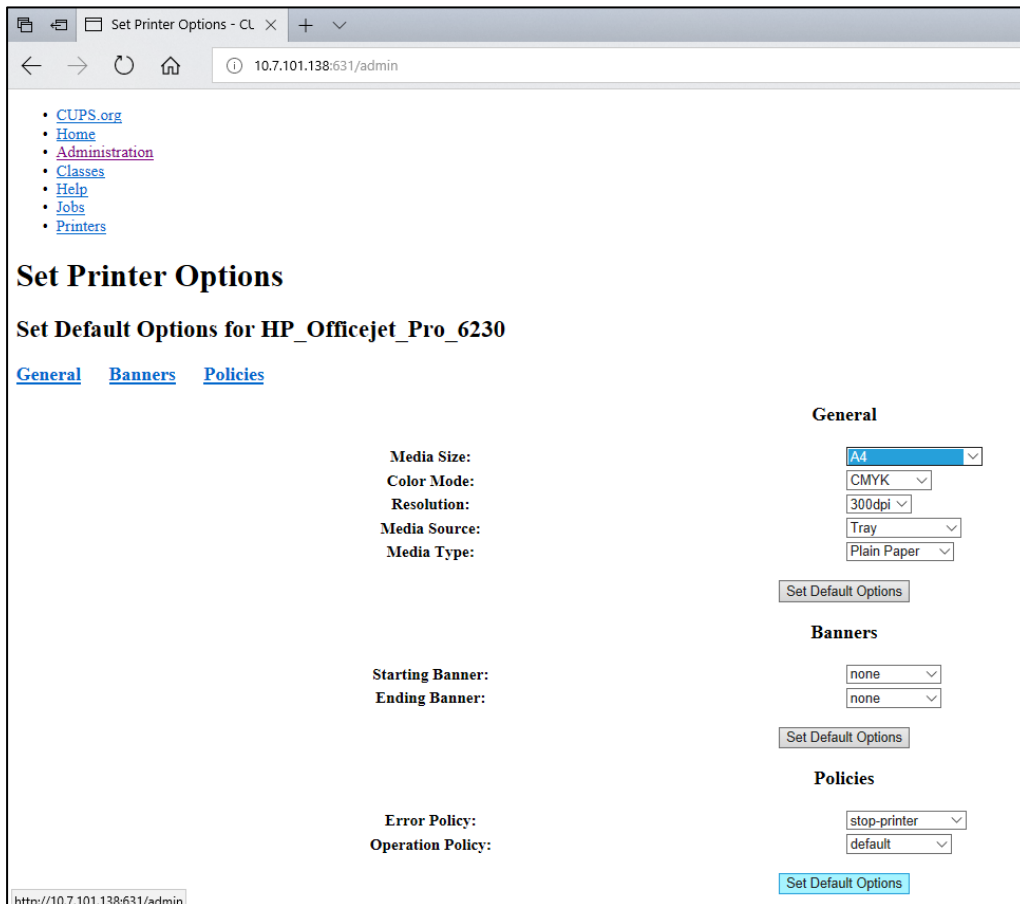 Set Printer Options - CU
10.7.101.138:631/admin
CUPS.org
Home
Administration
Classes
Help
Jobs
Printers
Set Printer Options
Set Default Options for HP_Officejet_Pro_6230
General Banners Policies
General
Media Size: A4
Color Mode: CMYK
Resolution: 300dpi
Media Source: Tray
Media Type: Plain Paper
Set Default Options
Banners
Starting Banner: none
Ending Banner: none
Set Default Options
Policies
Error Policy: stop-printer
Operation Policy: default
Set Default Options
http://10.7.101.138:631/admin